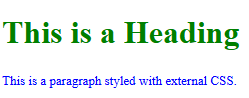 This is a Heading
This is a paragraph styled with external CSS.